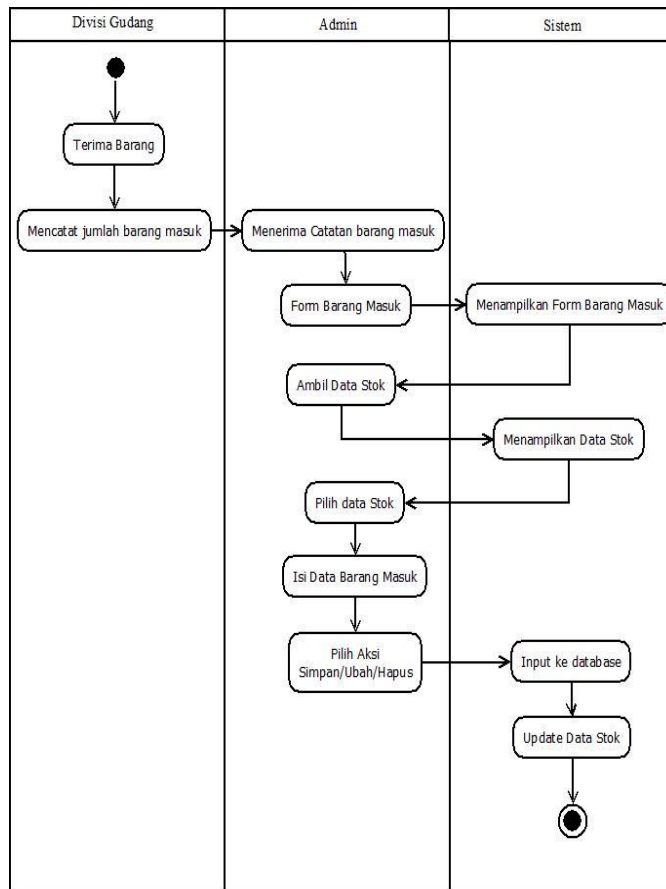 Divisi Gudang
Admin
Sistem
Terima Barang
Mencatat jumlah barang masuk
Menerima Catatan barang masuk
Form Barang Masuk
Menampilkan Form Barang Masuk
Ambil Data Stok
Menampilkan Data Stok
Pilih data Stok
Isi Data Barang Masuk
Pilih Aksi
Simpan/Ubah/Hapus
Input ke database
Update Data Stok